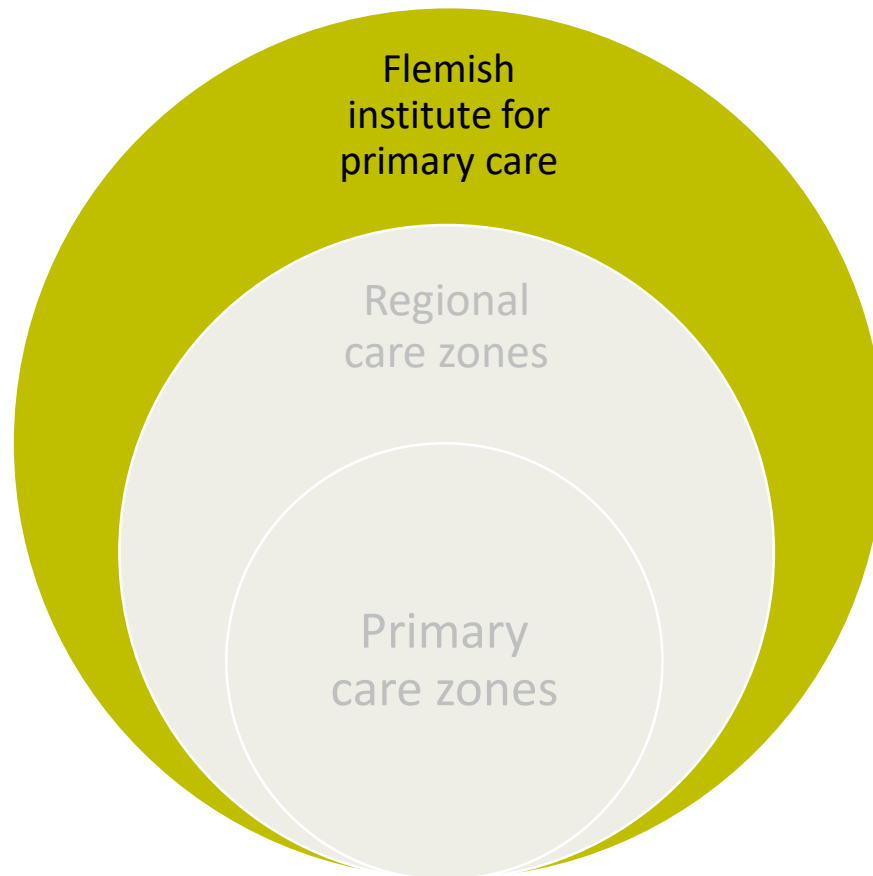 Flemish
institute for
primary care
Regional
care zones
Primary
care zones